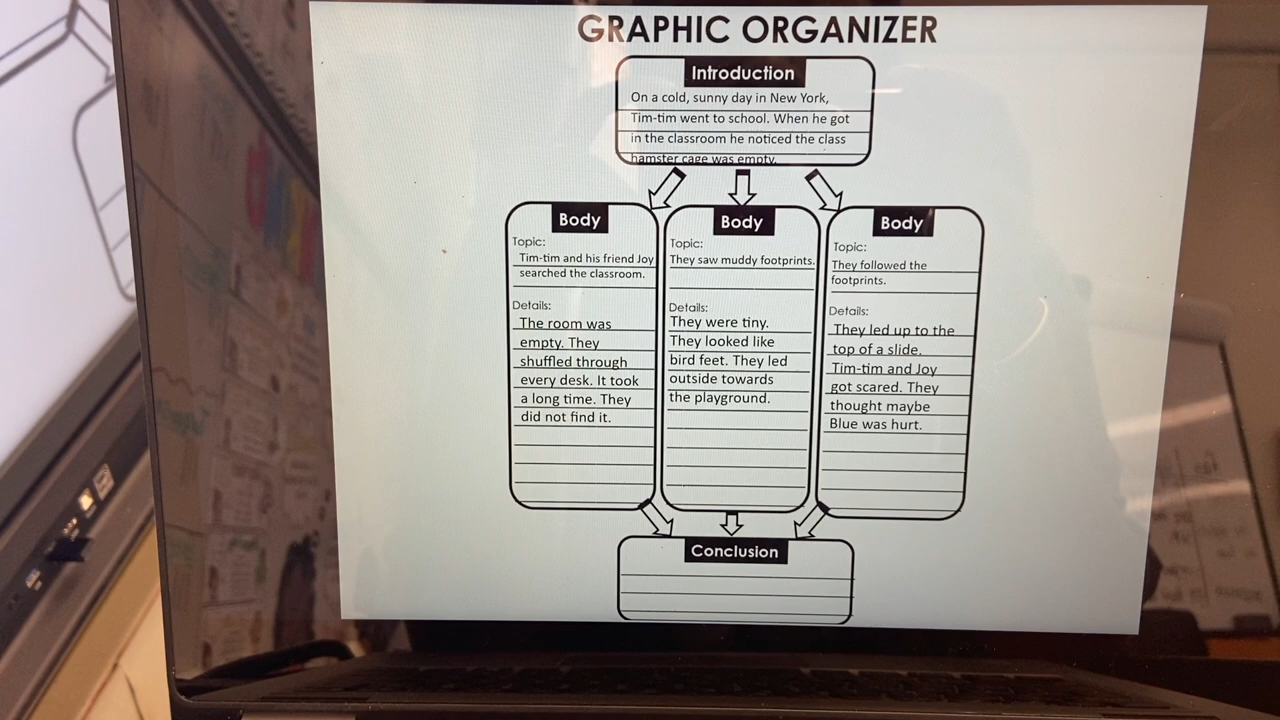 GRAPHIC ORGANIZER
Introduction
On a cold, sunny day in New York,
Tim-tim went to school. When he got
in the classroom he noticed the class
hamster cage was empty.
Body
Topic:
Tim-tim and his friend Joy
searched the classroom.
Details:
The room was
empty. They
shuffled through
every desk. It took
a long time. They
did not find it.
Body
Topic:
They saw muddy footprints.
Details:
They were tiny.
They looked like
bird feet. They led
outside towards
the playground.
Body
Topic:
They followed the
footprints.
Details:
They led up to the
top of a slide.
Tim-tim and Joy
got scared. They
thought maybe
Blue was hurt.
Conclusion